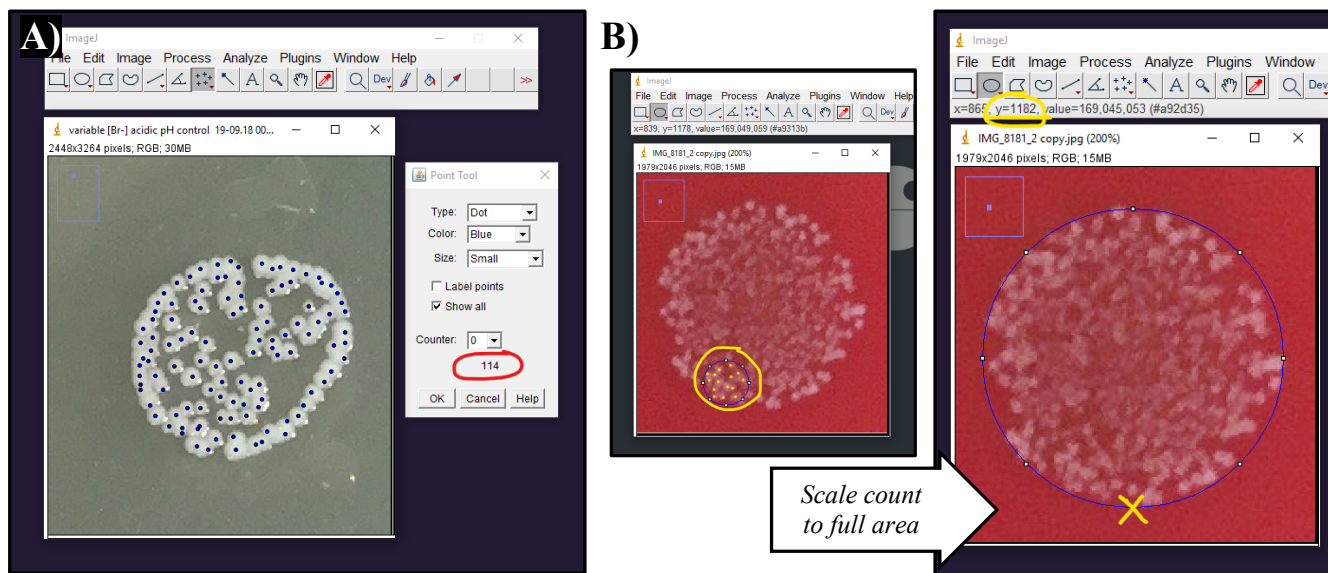 A)
ImageJ
File Edit Image Process Analyze Plugins Window Help
A
Dev
>>
variable [Br-] acidic pH control 19-09.18 00...
2448x3264 pixels; RGB; 30MB
Point Tool
Type: Dot
Color: Blue
Size: Small
Label points
Show all
Counter: 0
114
OK Cancel Help
B)
ImageJ
File Edit Image Process Analyze Plugins Window Help
A
Dev
x=839, y=1178, value=169,049,059 (#a9313b)
IMG_8181_2 copy.jpg (200%)
1979x2046 pixels; RGB; 15MB
Scale count
to full area
ImageJ
File Edit Image Process Analyze Plugins Window
A
Dev
y=1182, value=169,045,053 (#a92d35)
IMG_8181_2 copy.jpg (200%)
1979x2046 pixels; RGB; 15MB
X